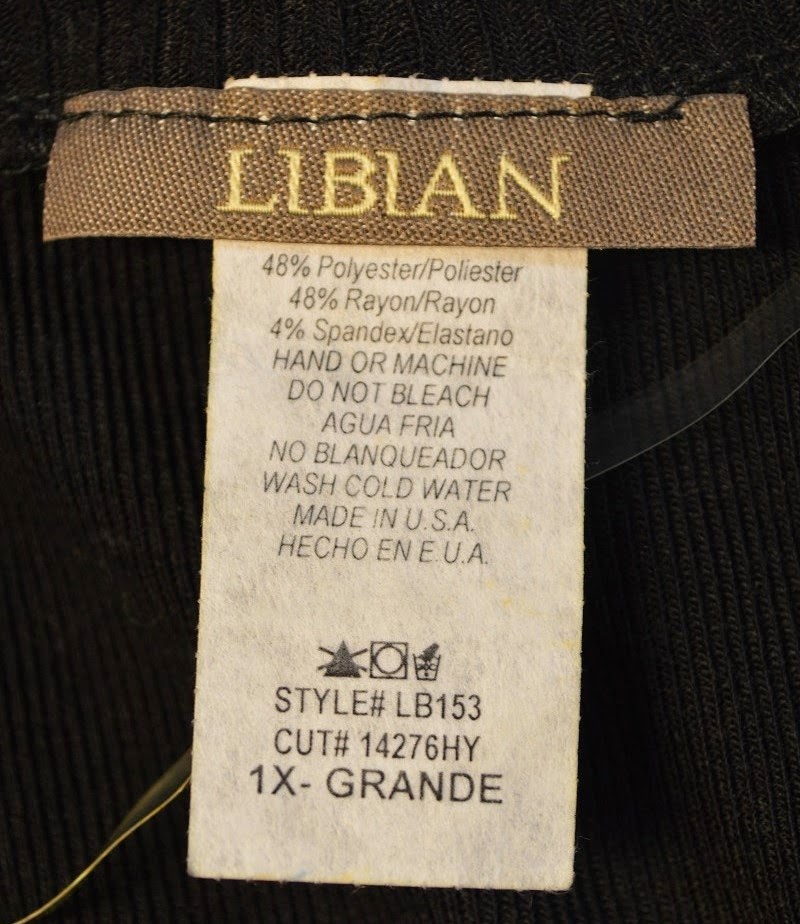 LIBIAN
48% Polyester/Poliester
48% Rayon/Rayon
4% Spandex/Elastano
HAND OR MACHINE
DO NOT BLEACH
AGUA FRIA
NO BLANQUEADOR
WASH COLD WATER
MADE IN U.S.A.
HECHO EN E.U.A.
STYLE# LB153
CUT# 14276HY
1X- GRANDE